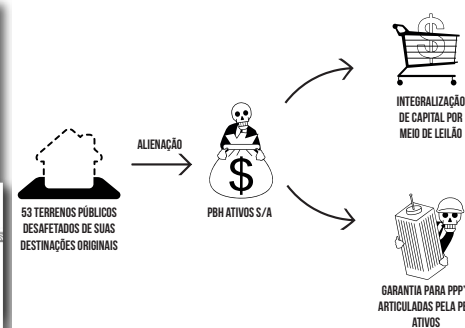 53 TERRENOS PÚBLICOS
DESAFETADOS DE SUAS
DESTINAÇÕES ORIGINAIS
ALIENAÇÃO
$
PBH ATIVOS S/A
$
INTEGRALIZAÇÃO
DE CAPITAL POR
MEIO DE LEILÃO
GARANTIA PARA PPP'
ARTICULADAS PELA
ATIVOS